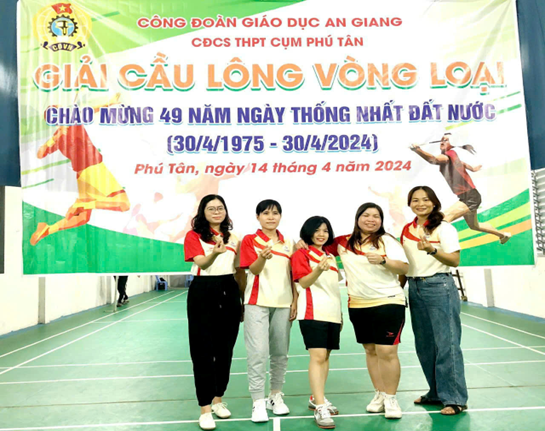 CÔNG ĐOÀN GIÁO DỤC AN GIANG
CĐCS THPT CỤM PHÚ TÂN
GIẢI CẦU LÔNG VÒNG LOẠI
CHÀO MỪNG 49 NĂM NGÀY THỐNG NHẤT ĐẤT NƯỚC
(30/4/1975 - 30/4/2024)
Phú Tân, ngày 14 tháng 4 năm 2024